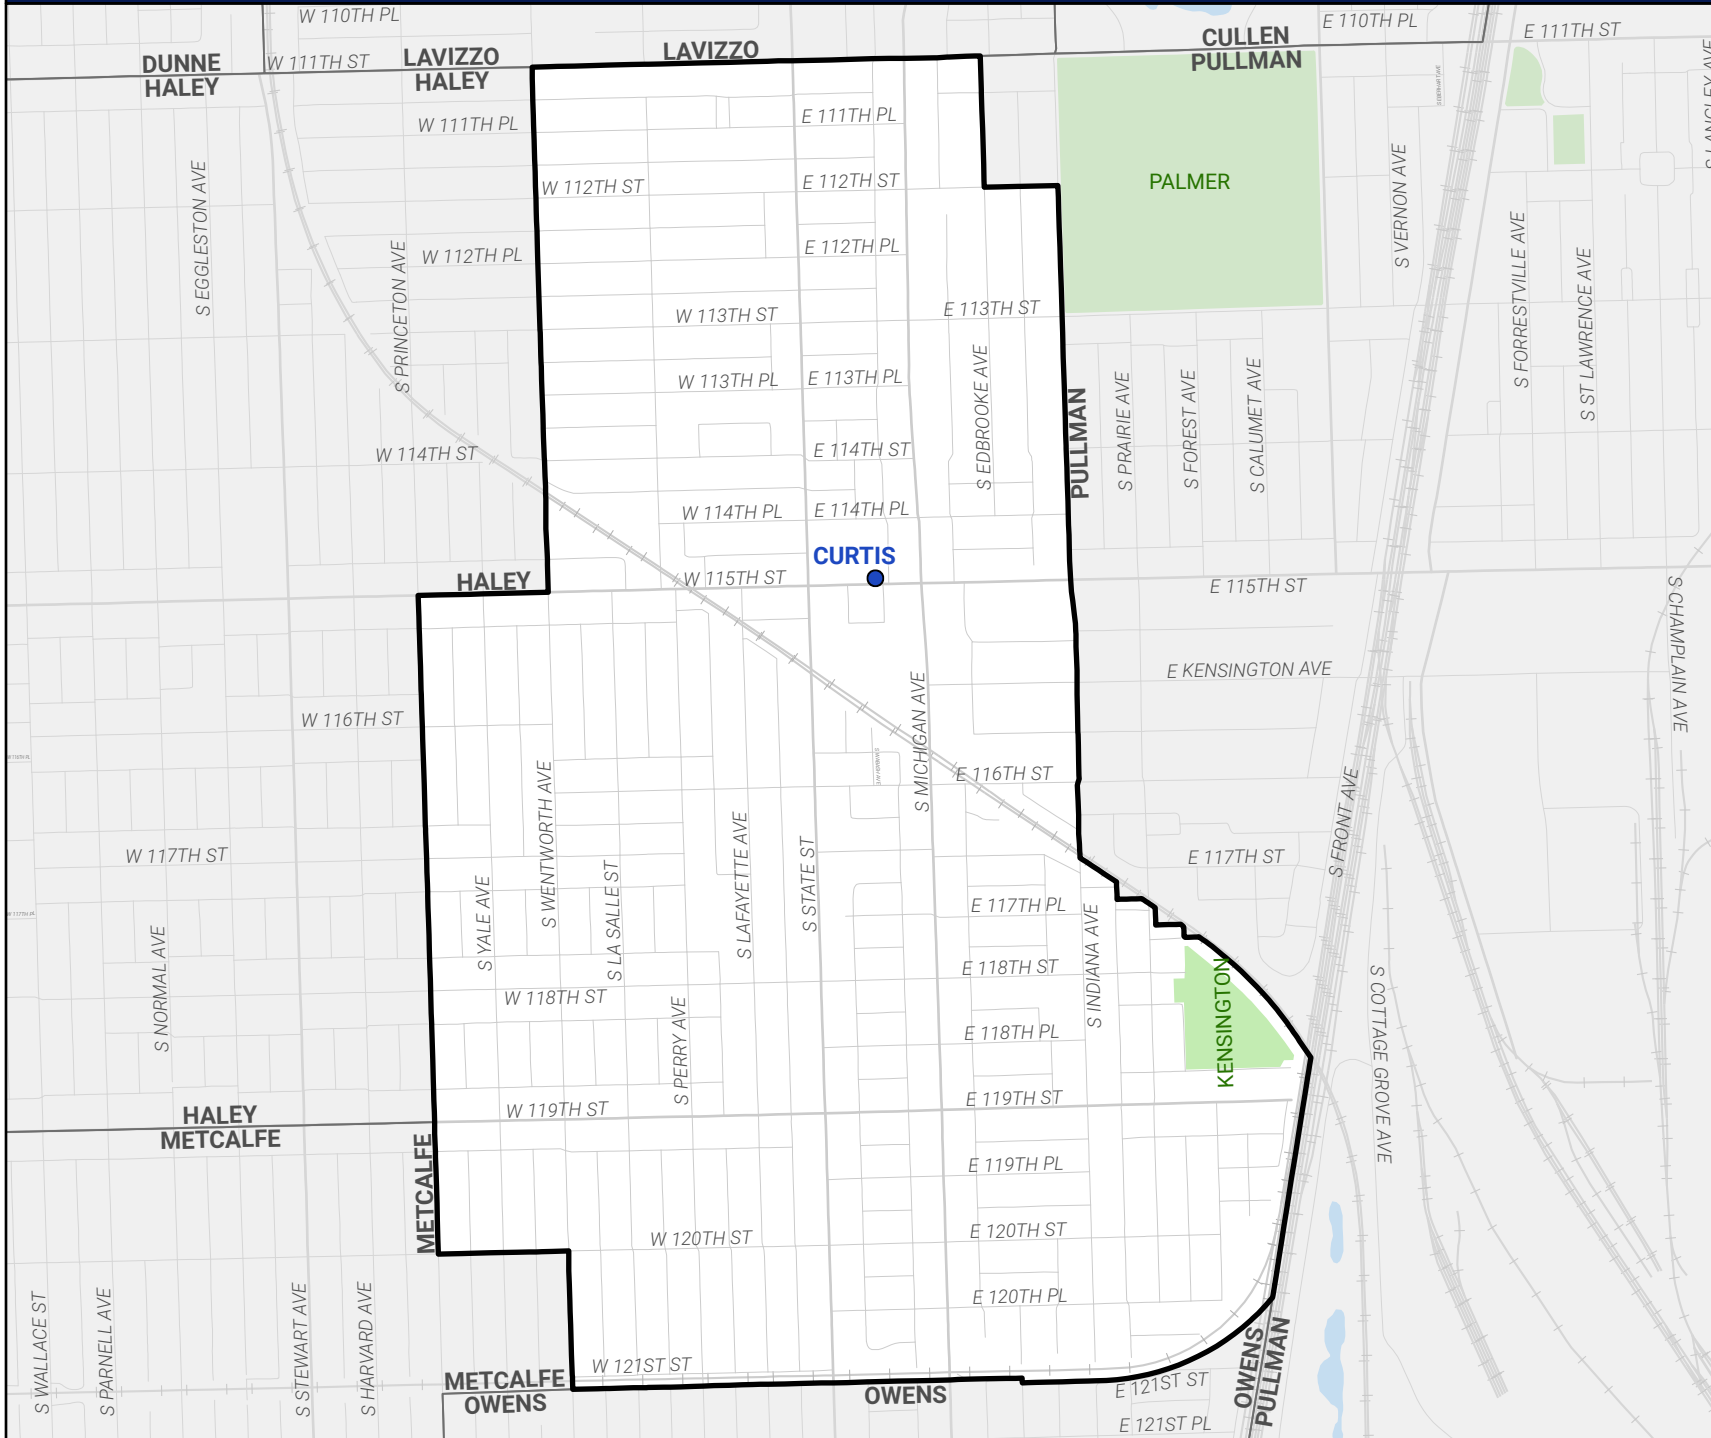 W 110TH PL
E 110TH PL
E 111TH ST
CULLEN
PULLMAN
DUNNE
HALEY
W 111TH ST
LAVIZZO
HALEY
LAVIZZO
S LANGLEY AVE
W 111TH PL
E 111TH PL
S EGGLESTON AVE
W 112TH ST
E 112TH ST
PALMER
S VERNON AVE
W 112TH PL
E 112TH PL
S PRINCETON AVE
S FORRESTVILLE AVE
S ST LAWRENCE AVE
W 113TH ST
E 113TH ST
W 113TH PL
E 113TH PL
S EDBROOKE AVE
PULLMAN
S PRAIRIE AVE
S FOREST AVE
S CALUMET AVE
W 114TH ST
E 114TH ST
W 114TH PL
E 114TH PL
CURTIS
HALEY
W 115TH ST
E 115TH ST
S CHAMPLAIN AVE
E KENSINGTON AVE
W 116TH ST
S MICHIGAN AVE
E 116TH ST
S FRONT AVE
S WENTWORTH AVE
S LAFAYETTE AVE
S STATE ST
W 117TH ST
E 117TH ST
S YALE AVE
S LA SALLE ST
E 117TH PL
S INDIANA AVE
S NORMAL AVE
E 118TH ST
W 118TH ST
KENSINGTON
S COTTAGE GROVE AVE
S PERRY AVE
E 118TH PL
HALEY
METCALFE
W 119TH ST
E 119TH ST
METCALFE
E 119TH PL
W 120TH ST
E 120TH ST
S WALLACE ST
S PARNELL AVE
S STEWART AVE
S HARVARD AVE
E 120TH PL
METCALFE
OWENS
W 121ST ST
OWENS
E 121ST ST
OWENS
PULLMAN
E 121ST PL